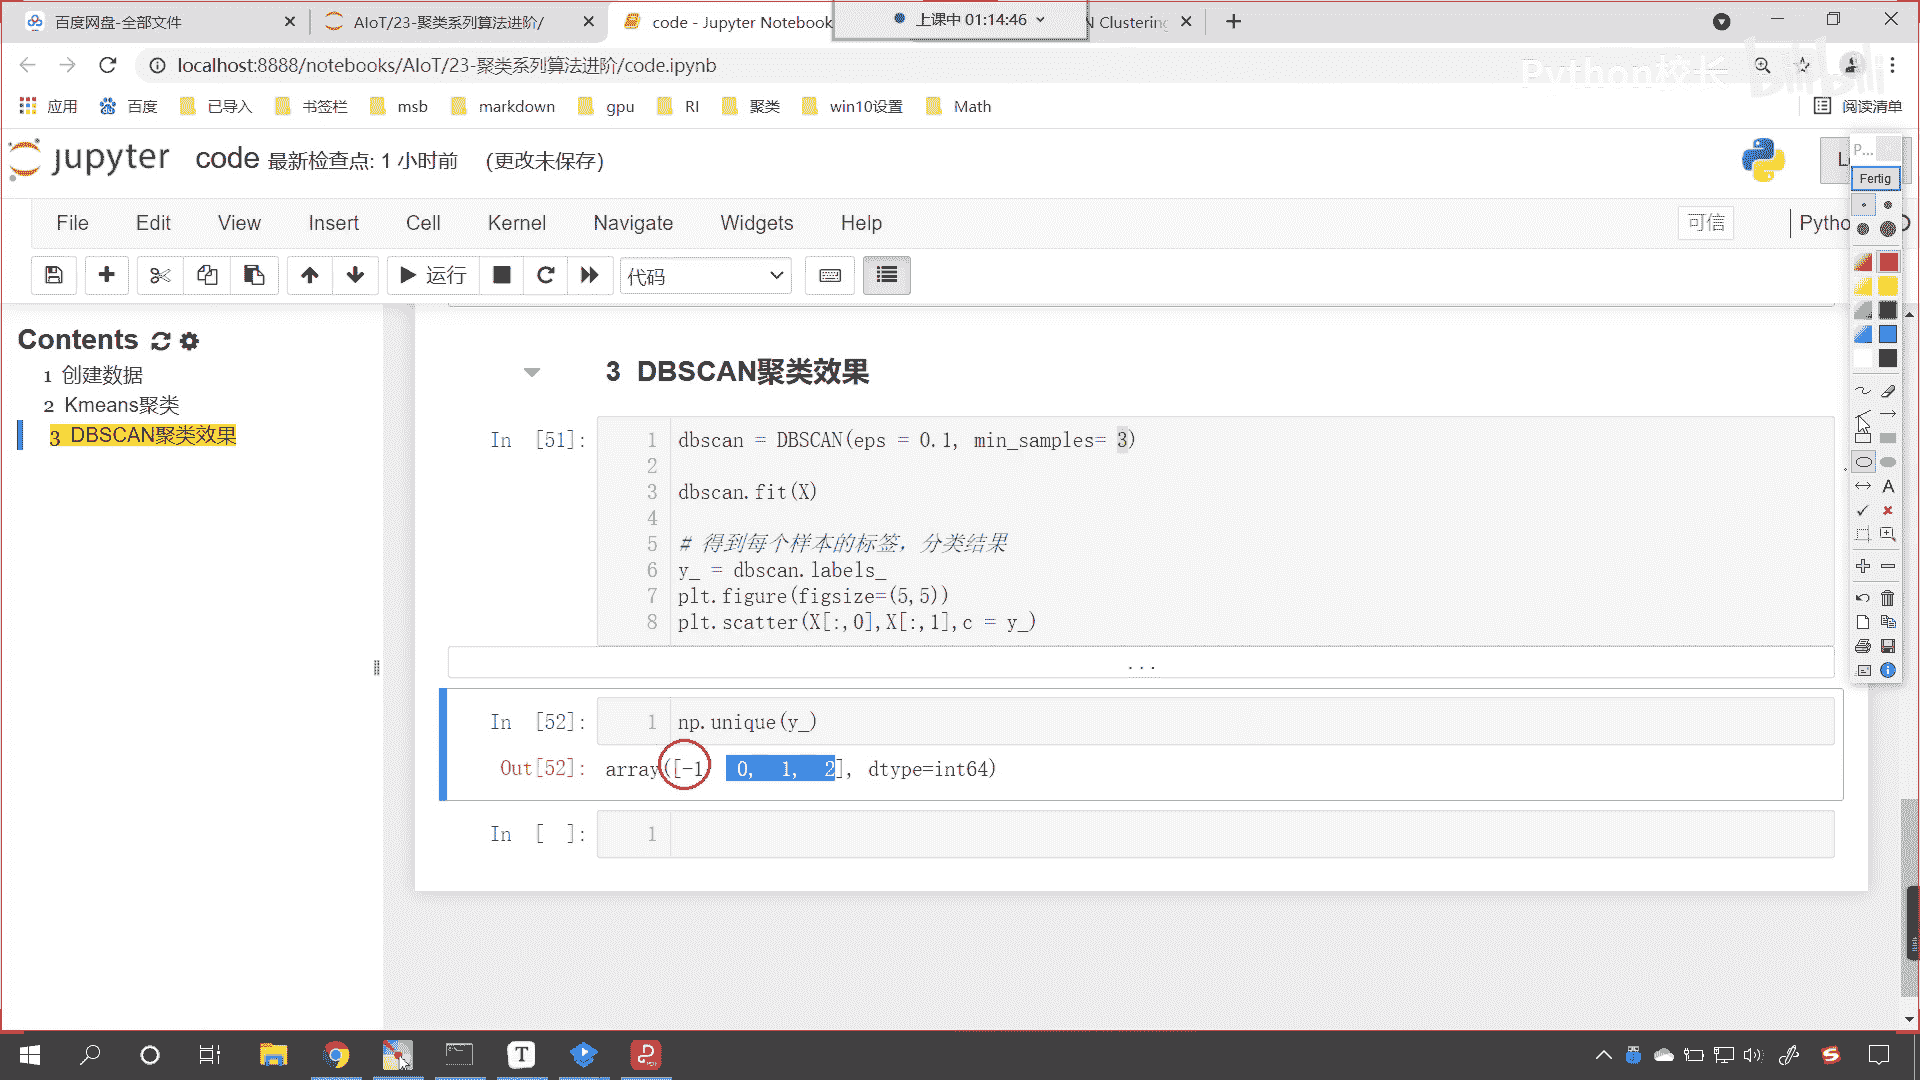 百度网盘-全部文件
AIoT/23-聚类系列算法进阶/
code - Jupyter Notebook
上课中 01:14:46
N Clustering
localhost:8888/notebooks/AIoT/23-聚类系列算法进阶/code.ipynb
Python校长
bilibili
应用
百度
已导入
书签栏
msb
markdown
gpu
RI
聚类
win10设置
Math
阅读清单
jupyter
code 最新检查点: 1 小时前 (更改未保存)
P...
Fertig
File
Edit
View
Insert
Cell
Kernel
Navigate
Widgets
Help
可信
Pytho
运行
代码
Contents
1 创建数据
2 Kmeans聚类
3 DBSCAN聚类效果
3 DBSCAN聚类效果
In [51]:
1 dbscan = DBSCAN(eps = 0.1, min_samples= 3)
2
3 dbscan.fit(X)
4
5 # 得到每个样本的标签，分类结果
6 y_ = dbscan.labels_
7 plt.figure(figsize=(5,5))
8 plt.scatter(X[:,0],X[:,1],c = y_)
...
In [52]:
1 np.unique(y_)
Out[52]: array([-1, 0, 1, 2], dtype=int64)
In [ ]:
1